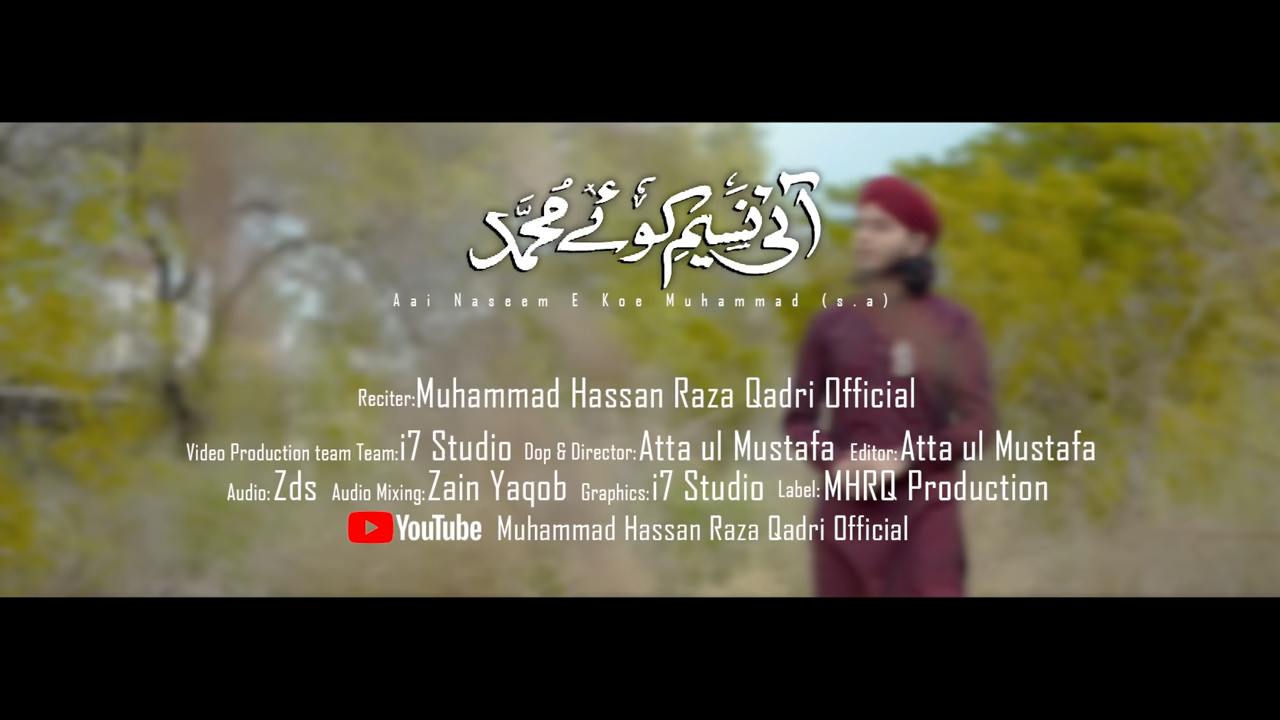 آئی نسیم کوئے محمد
Aai Naseem E Koe Muhammad (s.a)
Reciter:Muhammad Hassan Raza Qadri Official
Video Production team Team:i7 Studio Dop & Director:Atta ul Mustafa Editor:Atta ul Mustafa
Audio:Zds Audio Mixing:Zain Yaqob Graphics:i7 Studio Label:MHRQ Production
YouTube Muhammad Hassan Raza Qadri Official